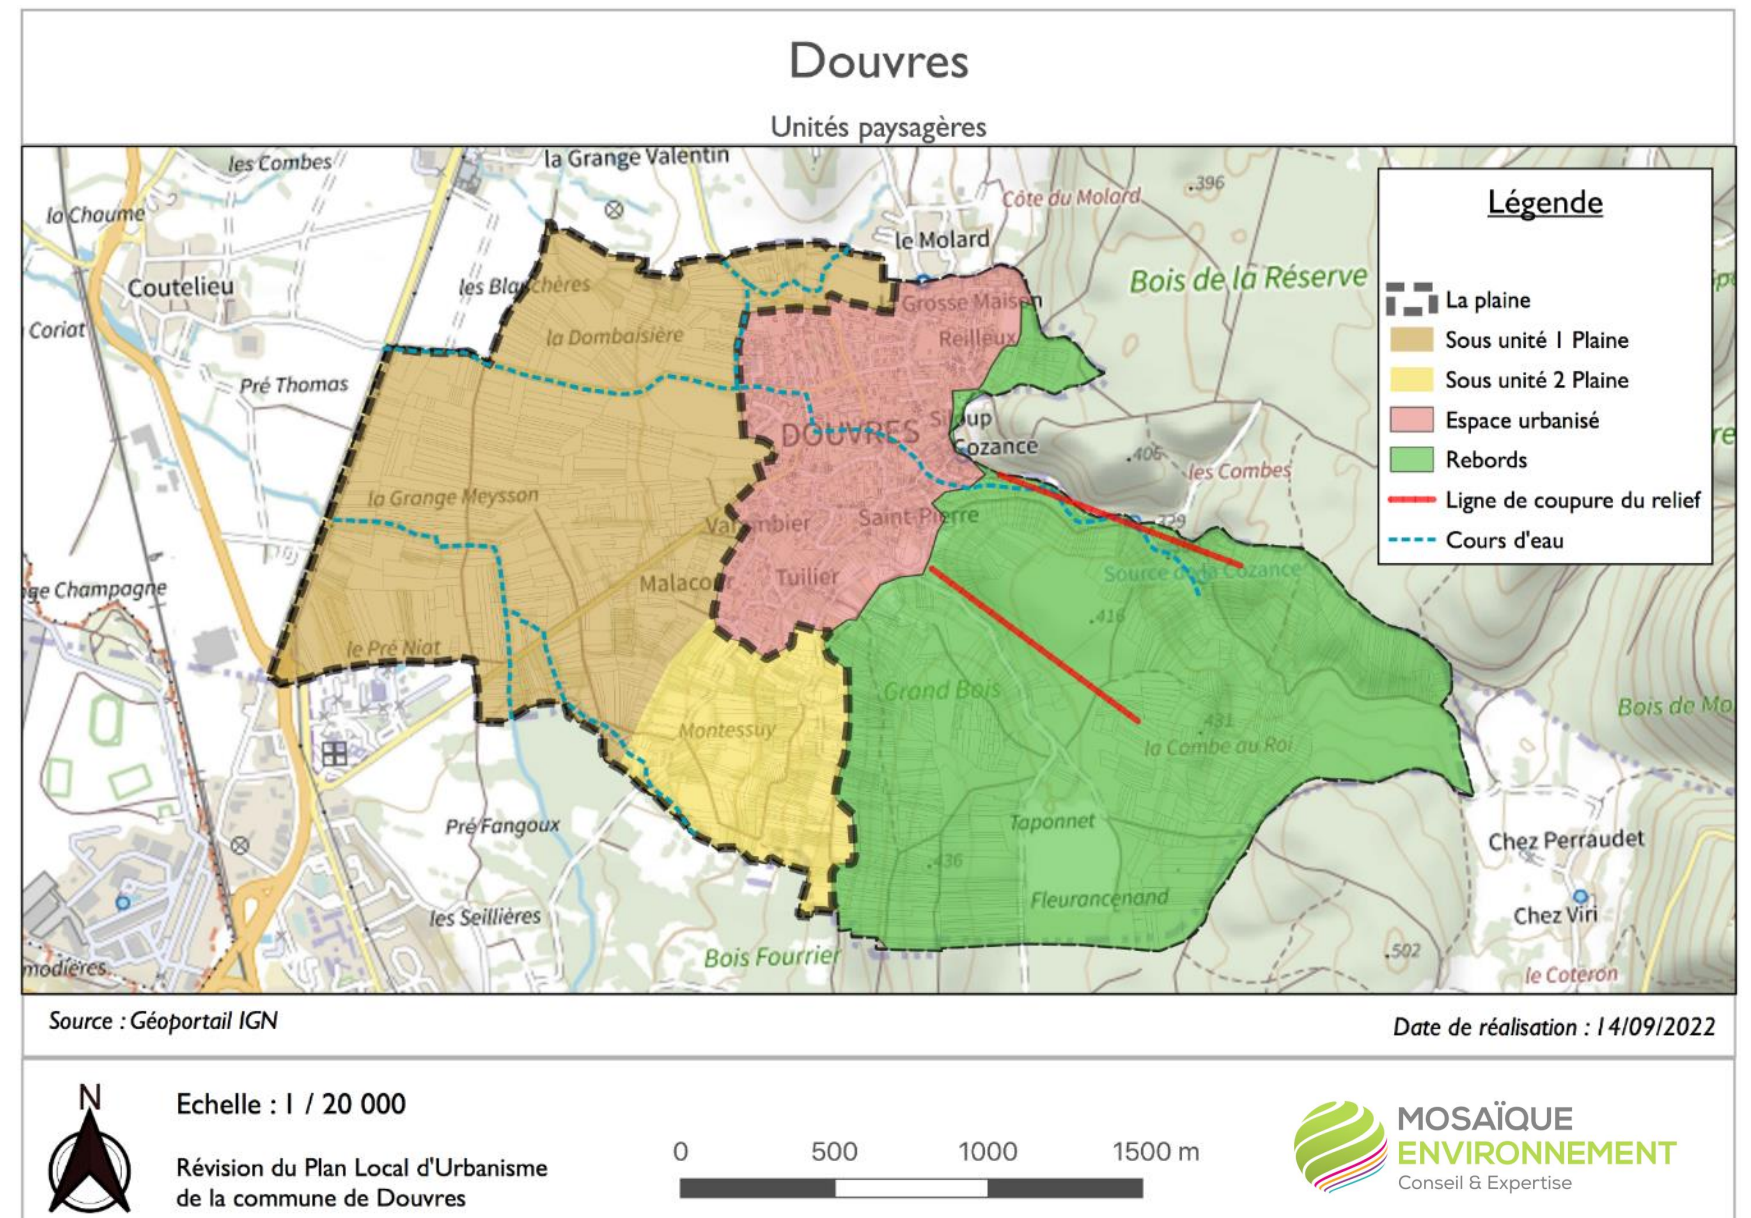 Douvres
Unités paysagères
les Combes
la Grange Valentin
la Chaume
Côte du Molard
.396
le Molard
Coutelieu
les Blanchères
Bois de la Réserve
Coriat
la Dombaisière
Grosse Maison
Reilleux
Pré Thomas
DOUVRES
Cozance
.406
les Combes
la Grange Meysson
Saint-Pierre
329
Malacour
Tuilier
Source de la Cozance
ge Champagne
.416
le Pré Niat
Grand Bois
Montessuy
.431
la Combe au Roi
Bois de Mo
Pré Fangoux
Taponnet
.436
Chez Perraudet
les Seillières
Fleurancenand
Chez Viri
Bois Fourrier
.502
modières
le Coteron
Légende
La plaine
Sous unité 1 Plaine
Sous unité 2 Plaine
Espace urbanisé
Rebords
Ligne de coupure du relief
Cours d'eau
Source : Géoportail IGN
Date de réalisation : 14/09/2022
N
Echelle : 1 / 20 000
Révision du Plan Local d'Urbanisme
de la commune de Douvres
0 500 1000 1500 m
MOSAÏQUE
ENVIRONNEMENT
Conseil & Expertise